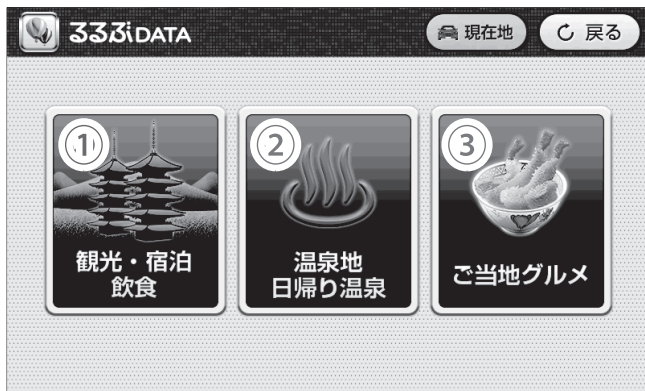 るるぶDATA
現在地
戻る
①
観光・宿泊
飲食
②
温泉地
日帰り温泉
③
ご当地グルメ